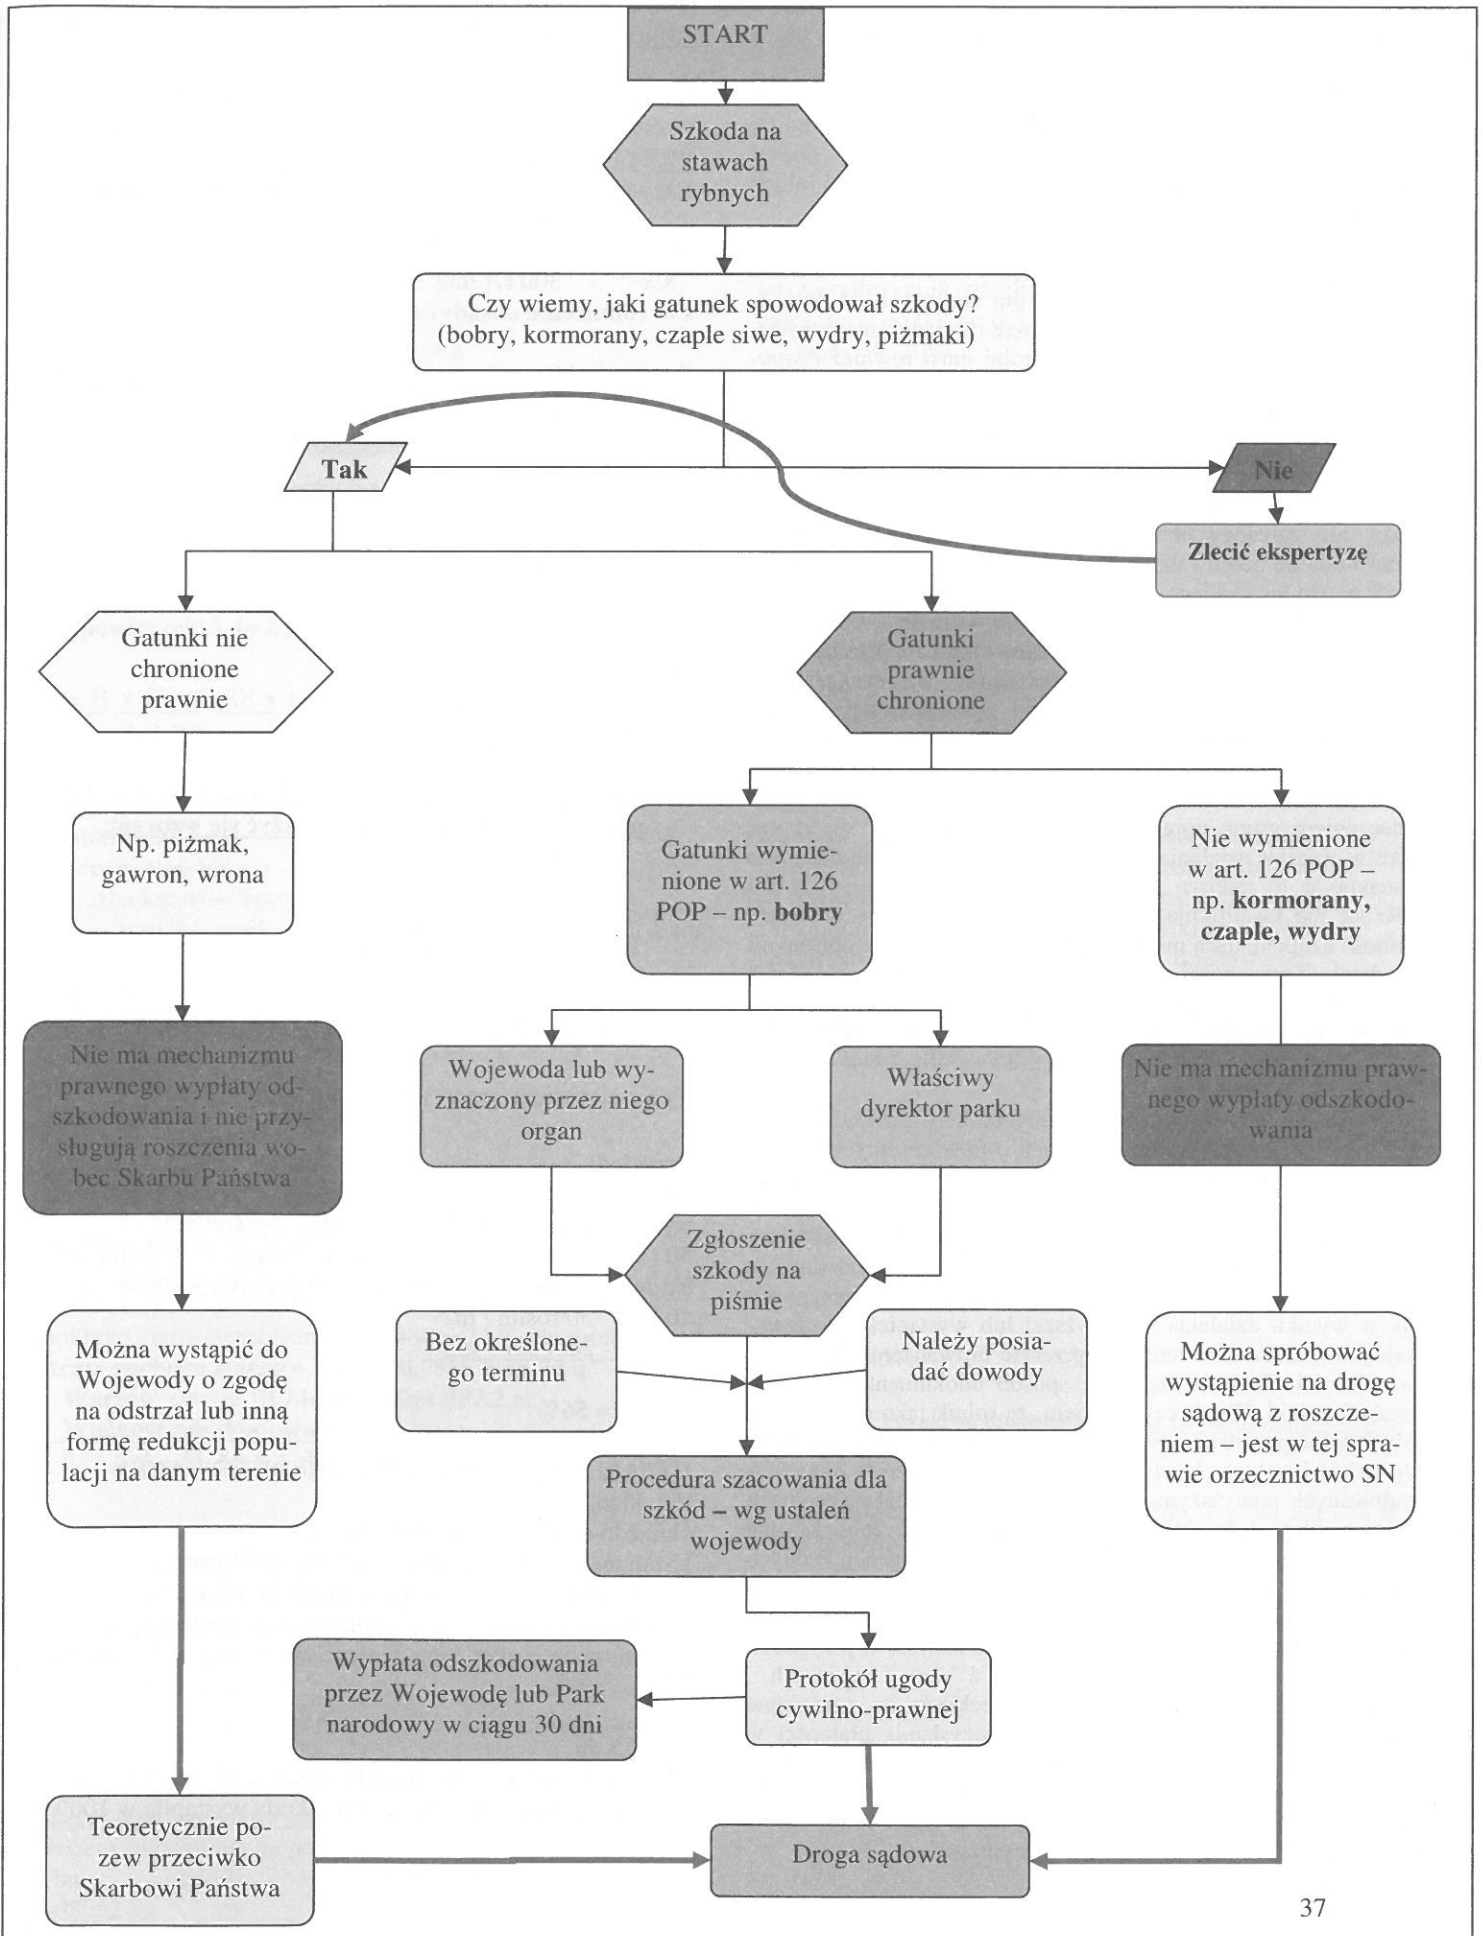 START
Szkoda na
stawach
rybnych
Czy wiemy, jaki gatunek spowodował szkody?
(bobry, kormorany, czaple siwe, wydry, piżmaki)
Tak
Nie
Zlecić ekspertyzę
Gatunki nie
chronione
prawnie
Gatunki
prawnie
chronione
Np. piżmak,
gawron, wrona
Gatunki wymie-
nione w art. 126
POP – np. bobry
Nie wymienione
w art. 126 POP –
np. kormorany,
czaple, wydry
Nie ma mechanizmu
prawnego wypłaty od-
szkodowania i nie przy-
sługują roszczenia wo-
bec Skarbu Państwa
Wojewoda lub wy-
znaczony przez niego
organ
Właściwy
dyrektor parku
Nie ma mechanizmu praw-
nego wypłaty odszkodo-
wania
Zgłoszenie
szkody na
piśmie
Bez określone-
go terminu
Należy posia-
dać dowody
Można wystąpić do
Wojewody o zgodę
na odstrzał lub inną
formę redukcji popu-
lacji na danym terenie
Można spróbować
wystąpienie na drogę
sądową z roszcze-
niem – jest w tej spra-
wie orzecznictwo SN
Procedura szacowania dla
szkód – wg ustaleń
wojewody
Wypłata odszkodowania
przez Wojewodę lub Park
narodowy w ciągu 30 dni
Protokół ugody
cywilno-prawnej
Teoretycznie po-
zew przeciwko
Skarbowi Państwa
Droga sądowa
37